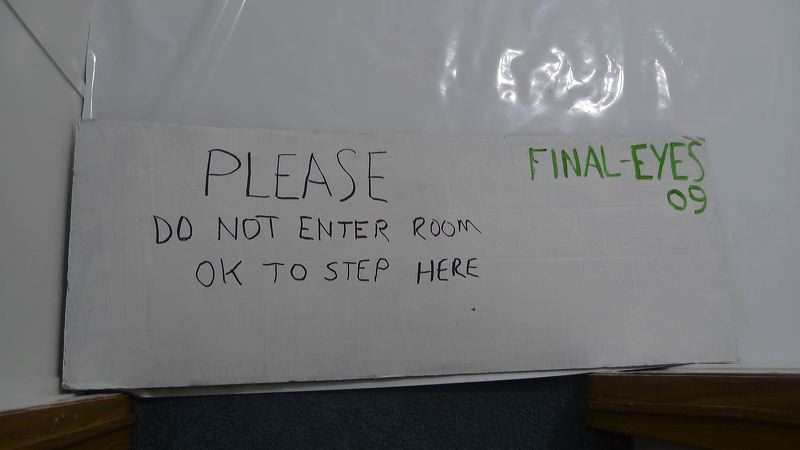 PLEASE
DO NOT ENTER ROOM
OK TO STEP HERE
FINAL-EYES
09